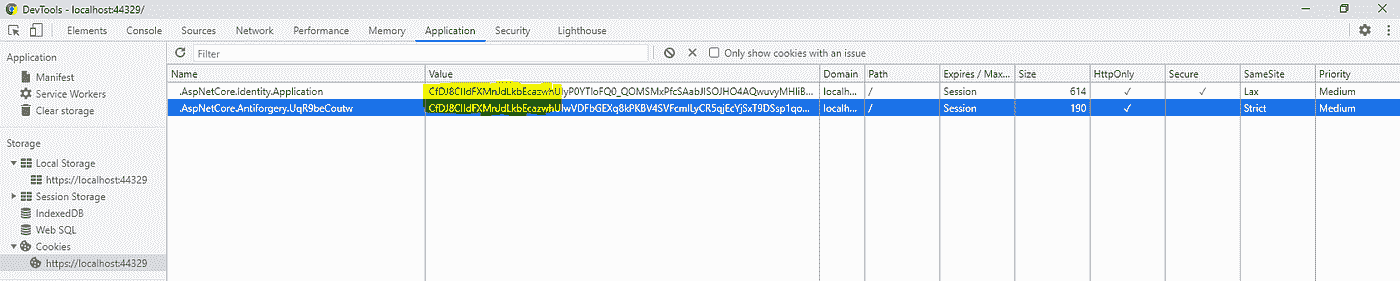 DevTools - localhost:44329/
Elements Console Sources Network Performance Memory Application Security Lighthouse
Application
Manifest
Service Workers
Clear storage
Storage
Local Storage
https://localhost:44329
Session Storage
IndexedDB
Web SQL
Cookies
https://localhost:44329
Filter
Only show cookies with an issue
Name Value Domain Path Expires / Max... Size HttpOnly Secure SameSite Priority
.AspNetCore.Identity.Application localh... / Session 614 ✓ ✓ Lax Medium
.AspNetCore.Antiforgery.UqR9beCoutw localh... / Session 190 ✓ Strict Medium